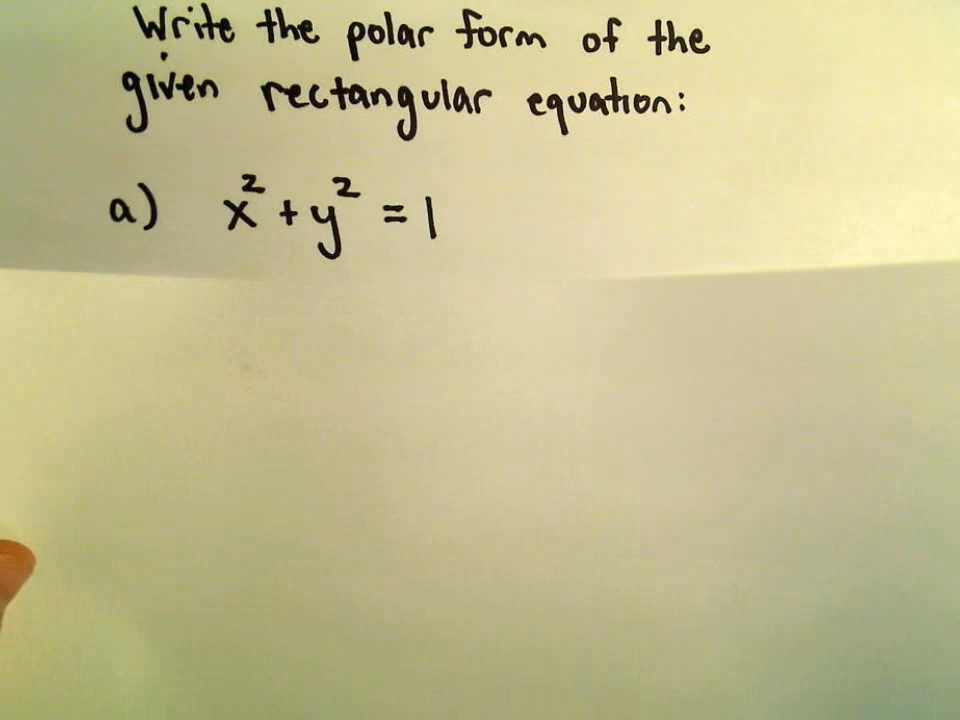 Write the polar form of the
given rectangular equation:
a) x² + y² = 1